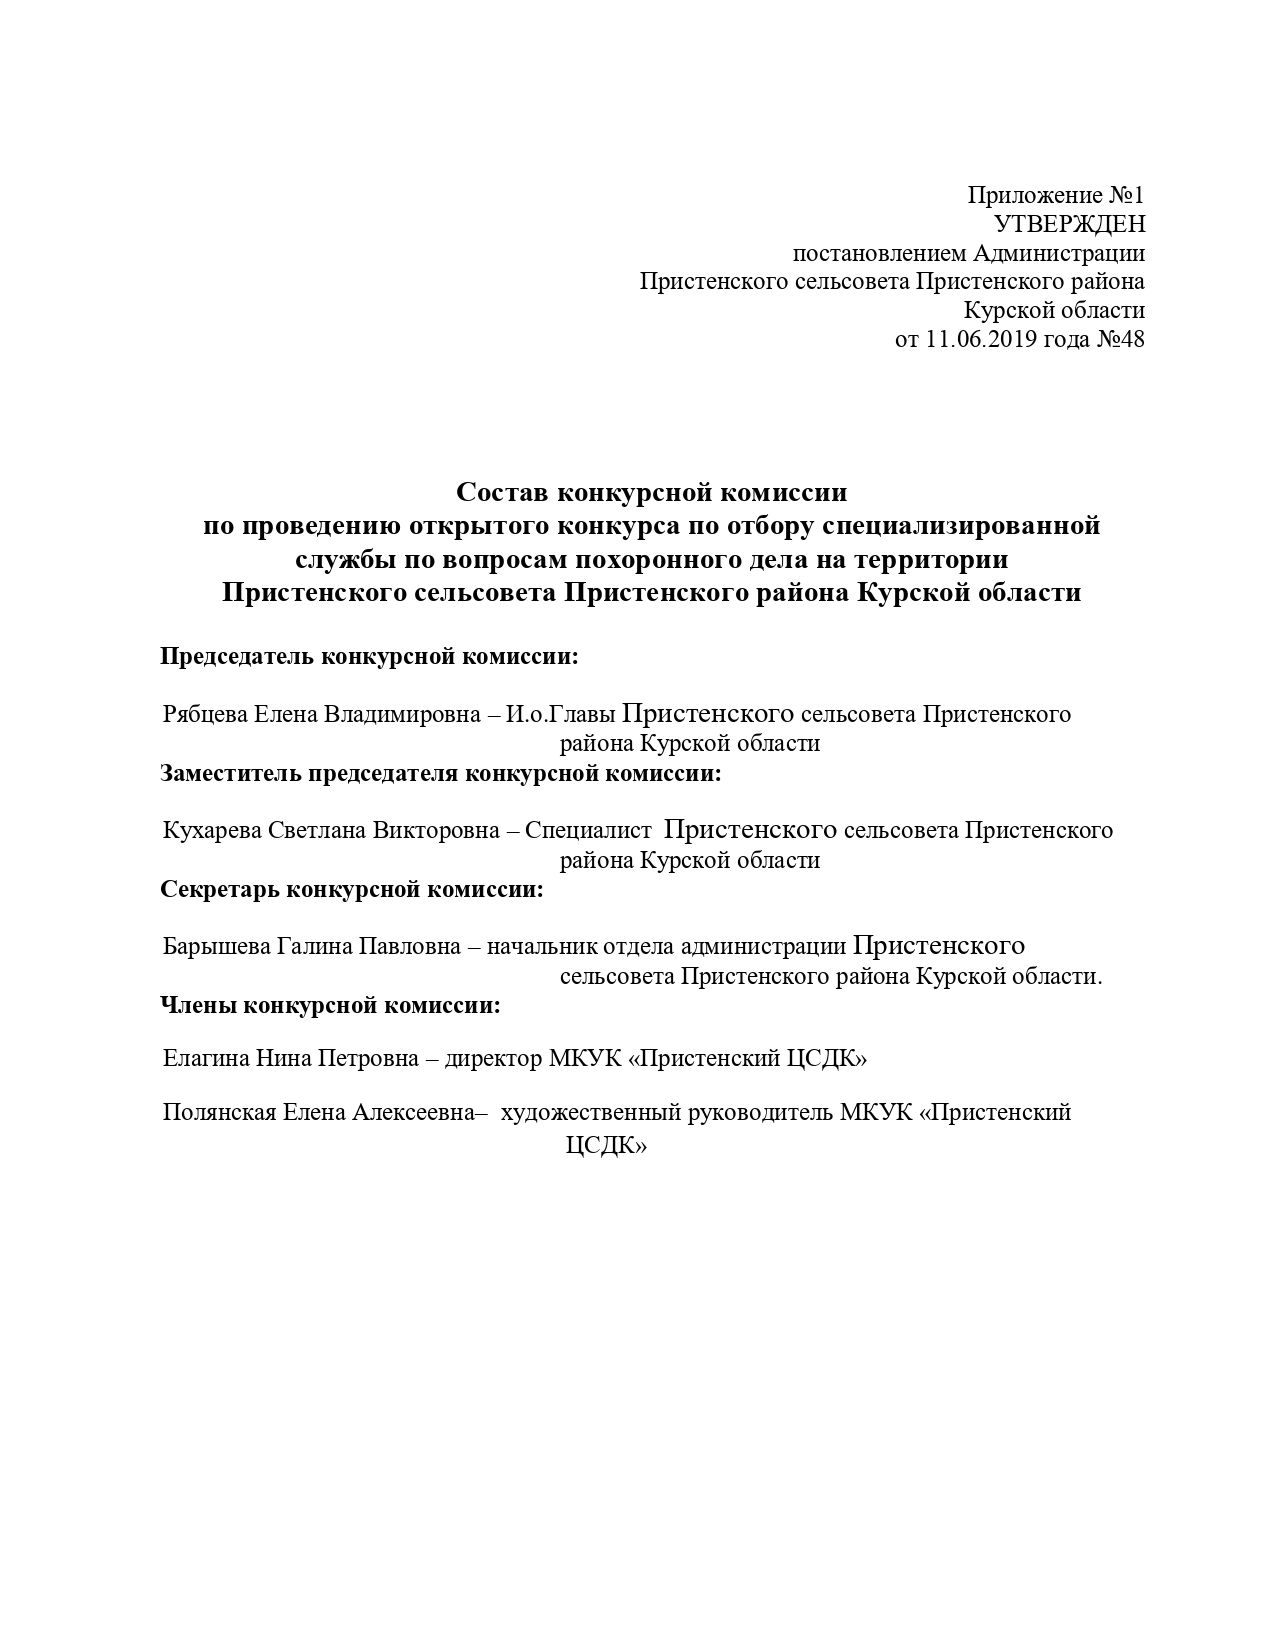 Приложение №1
УТВЕРЖДЕН
постановлением Администрации
Пристенского сельсовета Пристенского района
Курской области
от 11.06.2019 года №48
Состав конкурсной комиссии
по проведению открытого конкурса по отбору специализированной
службы по вопросам похоронного дела на территории
Пристенского сельсовета Пристенского района Курской области
Председатель конкурсной комиссии:
Рябцева Елена Владимировна – И.о.Главы Пристенского сельсовета Пристенского
района Курской области
Заместитель председателя конкурсной комиссии:
Кухарева Светлана Викторовна – Специалист  Пристенского сельсовета Пристенского
района Курской области
Секретарь конкурсной комиссии:
Барышева Галина Павловна – начальник отдела администрации Пристенского
сельсовета Пристенского района Курской области.
Члены конкурсной комиссии:
Елагина Нина Петровна – директор МКУК «Пристенский ЦСДК»
Полянская Елена Алексеевна–  художественный руководитель МКУК «Пристенский
ЦСДК»